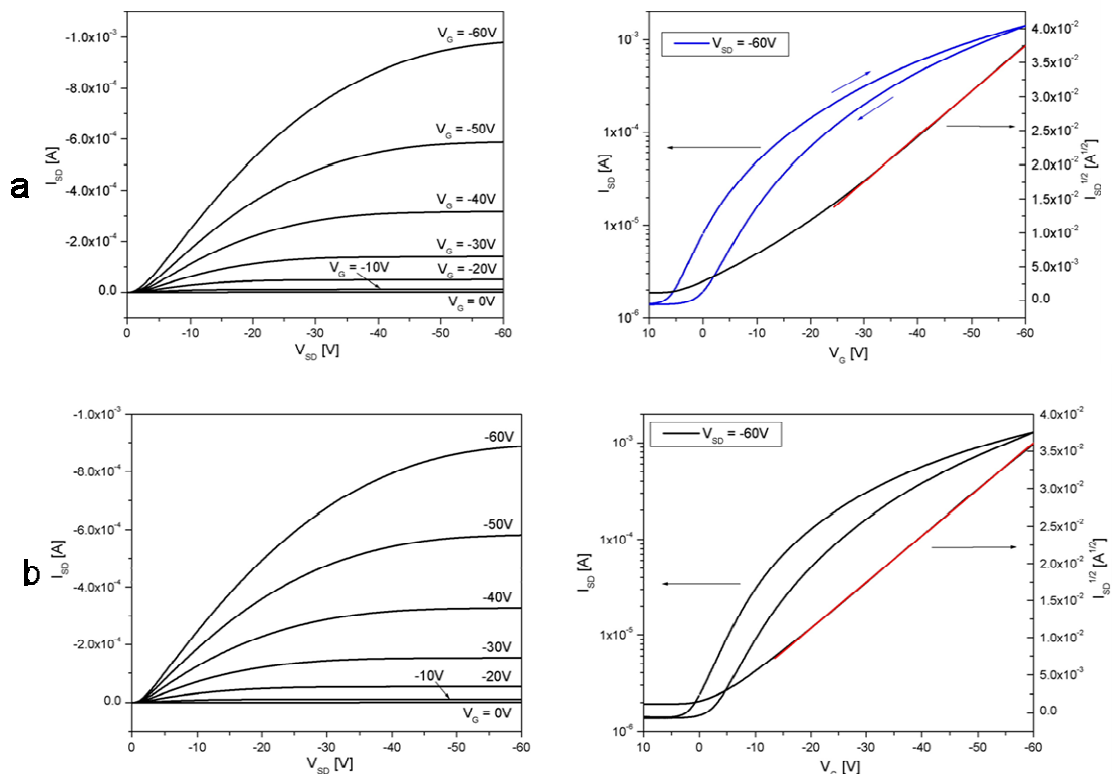 a
-1.0x10⁻³
-8.0x10⁻⁴
-6.0x10⁻⁴
-4.0x10⁻⁴
-2.0x10⁻⁴
0.0
I_SD [A]
V_G = -60V
V_G = -50V
V_G = -40V
V_G = -30V
V_G = -10V
V_G = -20V
V_G = 0V
0 -10 -20 -30 -40 -50 -60
V_SD [V]
V_SD = -60V
10⁻³
1x10⁻⁴
1x10⁻⁵
10⁻⁶
I_SD [A]
4.0x10⁻²
3.5x10⁻²
3.0x10⁻²
2.5x10⁻²
2.0x10⁻²
1.5x10⁻²
1.0x10⁻²
5.0x10⁻³
0.0
I_SD^1/2 [A^1/2]
10 0 -10 -20 -30 -40 -50 -60
V_G [V]
b
-1.0x10⁻³
-8.0x10⁻⁴
-6.0x10⁻⁴
-4.0x10⁻⁴
-2.0x10⁻⁴
0.0
I_SD [A]
-60V
-50V
-40V
-30V
-10V
-20V
V_G = 0V
0 -10 -20 -30 -40 -50 -60
V_SD [V]
V_SD = -60V
10⁻³
1x10⁻⁴
1x10⁻⁵
10⁻⁶
I_SD [A]
4.0x10⁻²
3.5x10⁻²
3.0x10⁻²
2.5x10⁻²
2.0x10⁻²
1.5x10⁻²
1.0x10⁻²
5.0x10⁻³
0.0
I_SD^1/2 [A^1/2]
10 0 -10 -20 -30 -40 -50 -60
V_G [V]